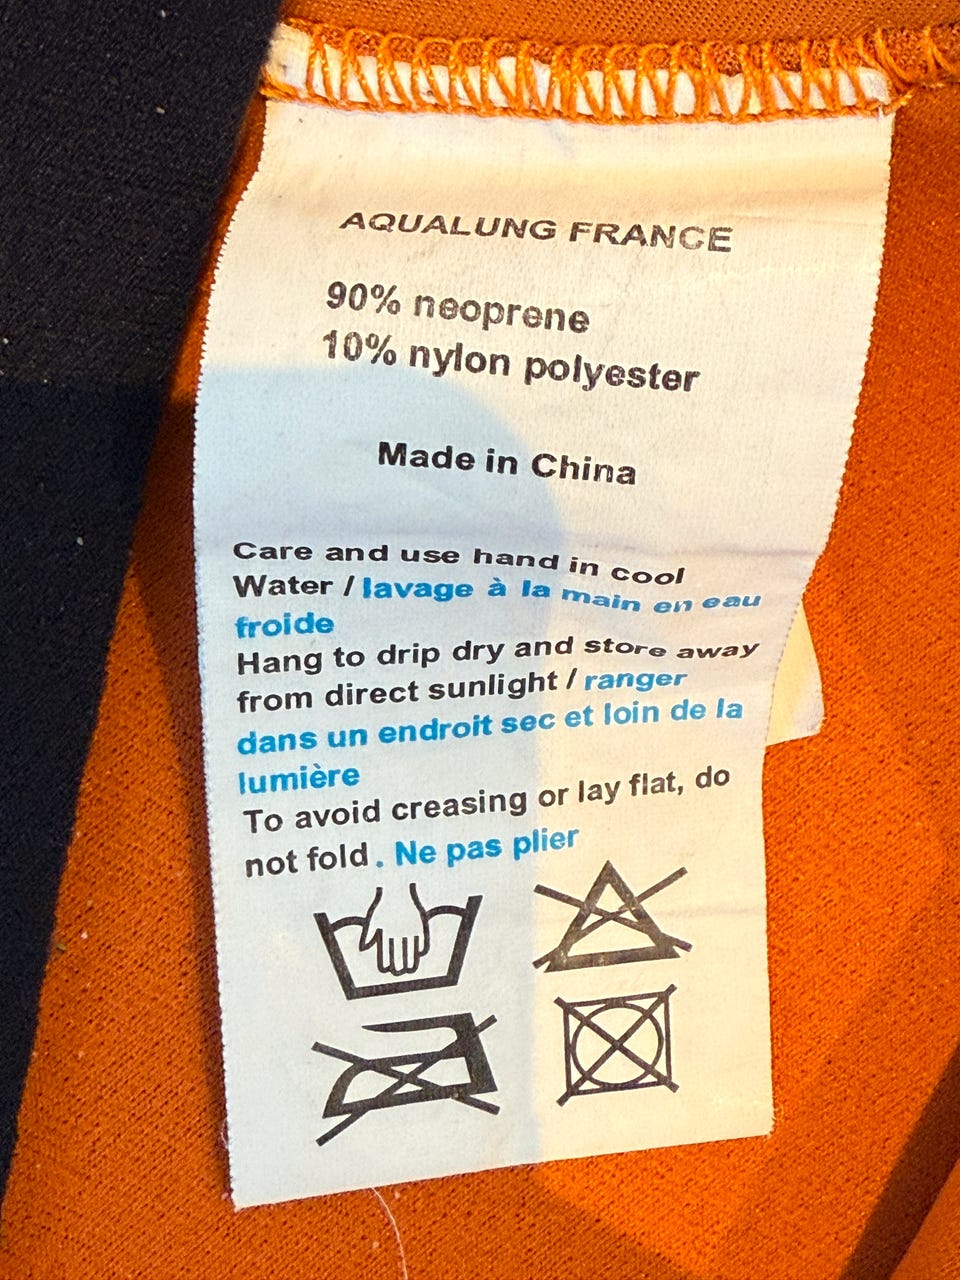 AQUALUNG FRANCE
90% neoprene
10% nylon polyester
Made in China
Care and use hand in cool
Water / lavage à la main en eau
froide
Hang to drip dry and store away
from direct sunlight / ranger
dans un endroit sec et loin de la
lumière
To avoid creasing or lay flat, do
not fold. Ne pas plier